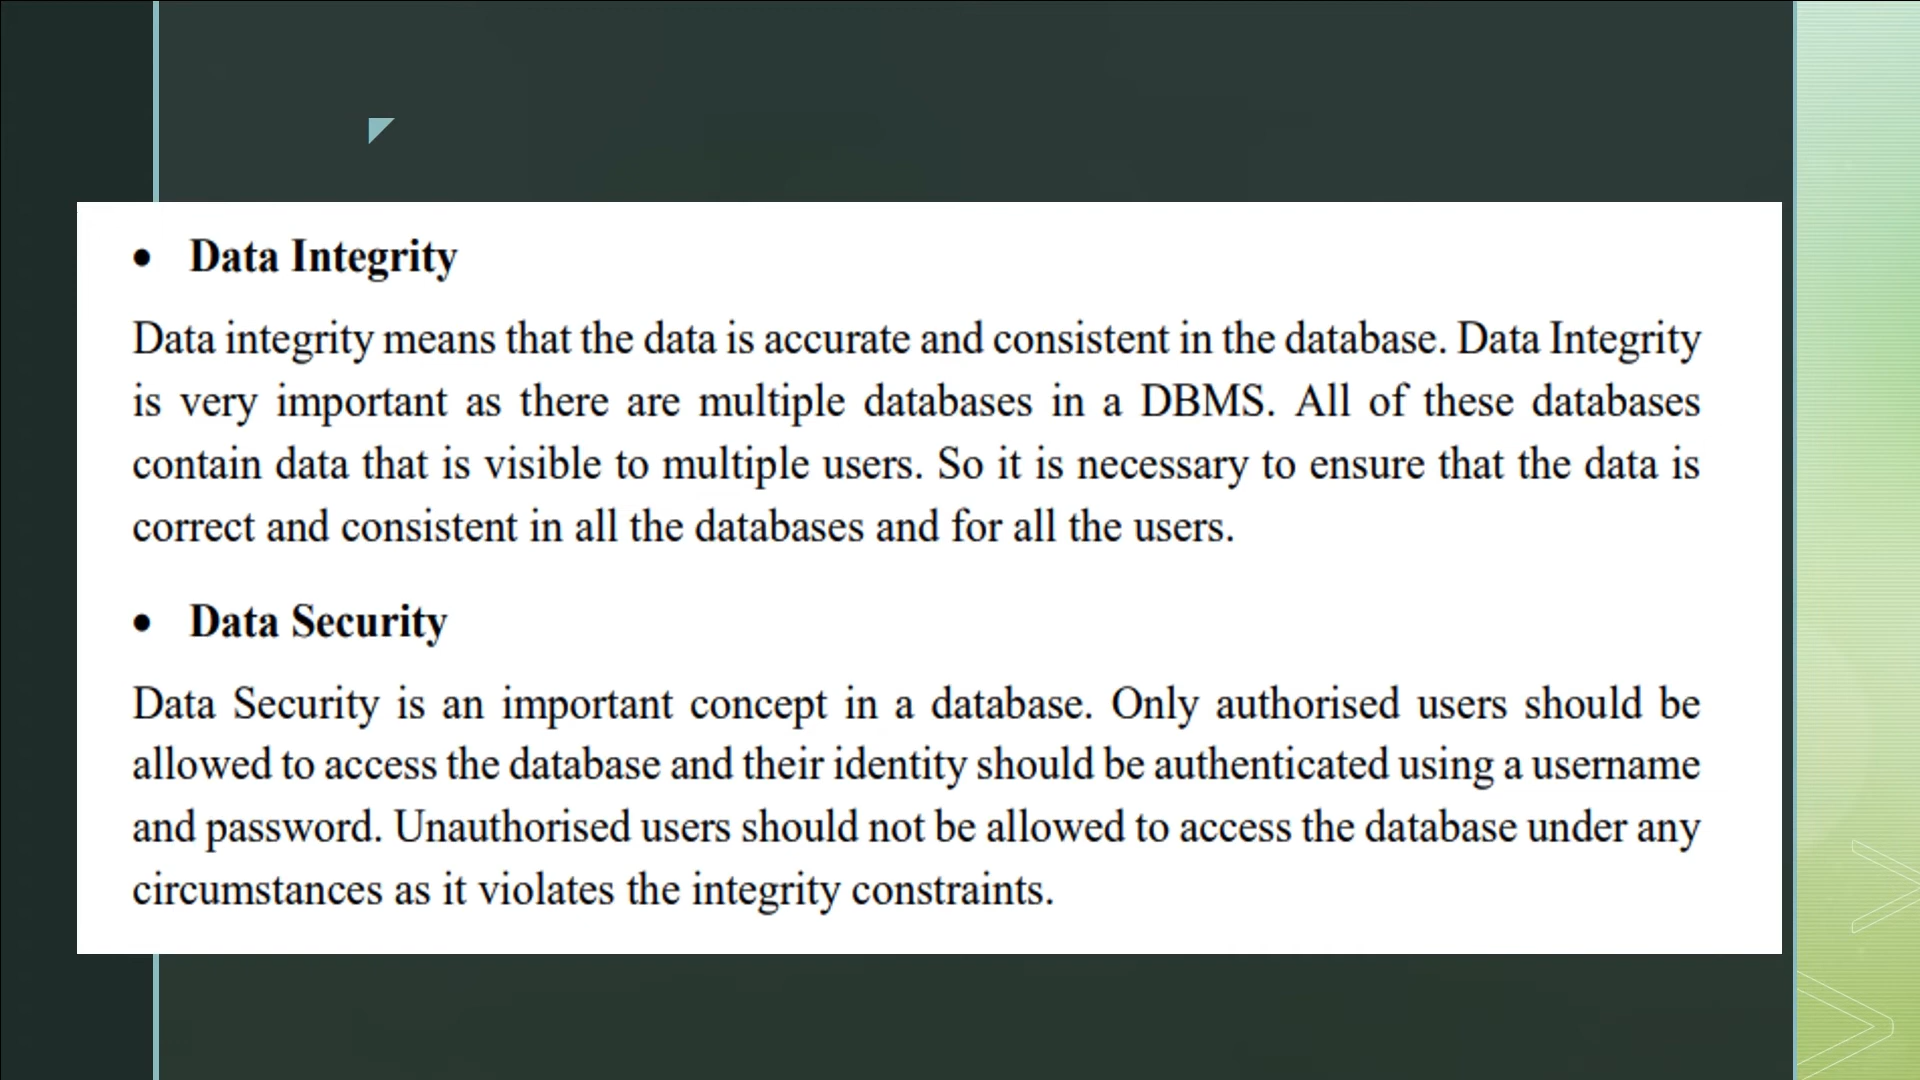 • Data Integrity
Data integrity means that the data is accurate and consistent in the database. Data Integrity
is very important as there are multiple databases in a DBMS. All of these databases
contain data that is visible to multiple users. So it is necessary to ensure that the data is
correct and consistent in all the databases and for all the users.
• Data Security
Data Security is an important concept in a database. Only authorised users should be
allowed to access the database and their identity should be authenticated using a username
and password. Unauthorised users should not be allowed to access the database under any
circumstances as it violates the integrity constraints.